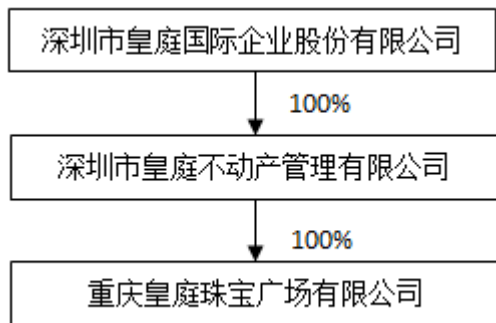 深圳市皇庭国际企业股份有限公司
100%
深圳市皇庭不动产管理有限公司
100%
重庆皇庭珠宝广场有限公司